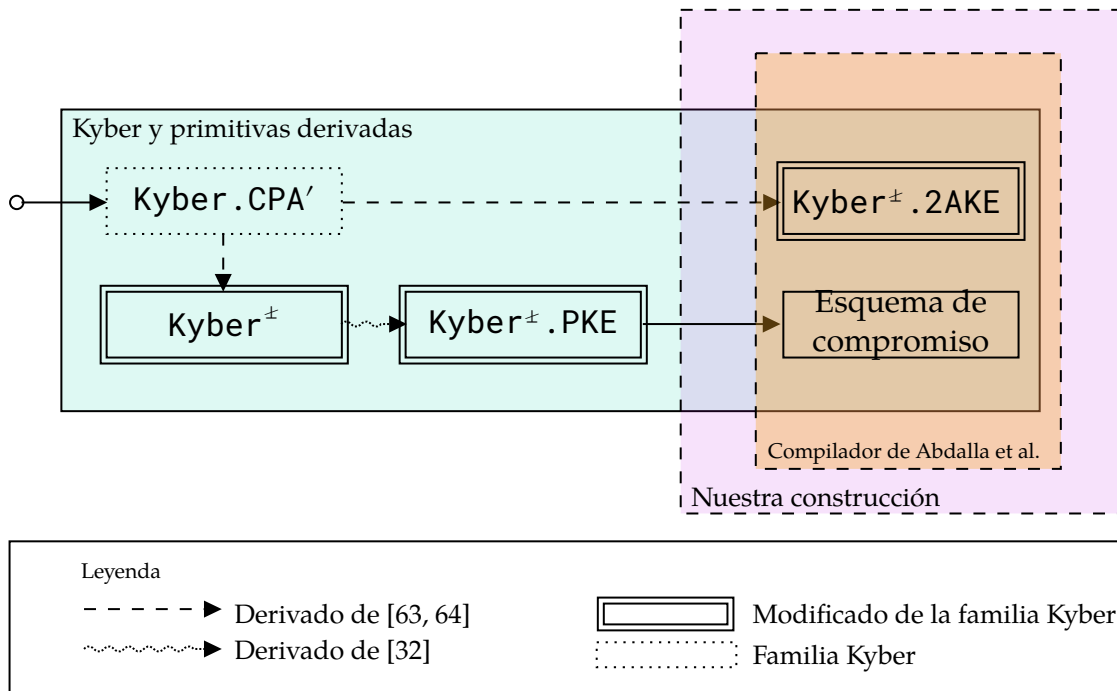 Kyber y primitivas derivadas
Kyber.CPA′
Kyber⁺̷.2AKE
Kyber⁺̷
Kyber⁺̷.PKE
Esquema de
compromiso
Compilador de Abdalla et al.
Nuestra construcción
Leyenda
Derivado de [63, 64]
Modificado de la familia Kyber
Derivado de [32]
Familia Kyber